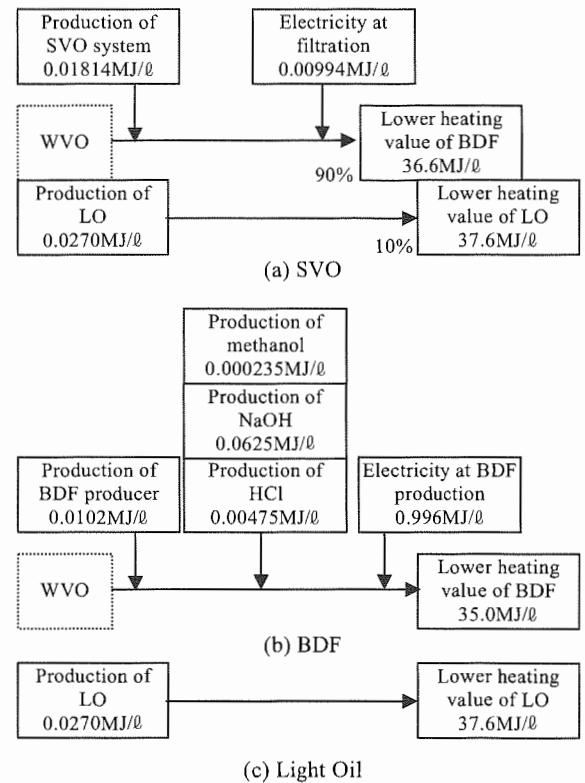 Production of
SVO system
0.01814MJ/ℓ
Electricity at
filtration
0.00994MJ/ℓ
WVO
90%
Lower heating
value of BDF
36.6MJ/ℓ
Production of
LO
0.0270MJ/ℓ
10%
Lower heating
value of LO
37.6MJ/ℓ
(a) SVO
Production of
methanol
0.000235MJ/ℓ
Production of
NaOH
0.0625MJ/ℓ
Production of
BDF producer
0.0102MJ/ℓ
Production of
HCl
0.00475MJ/ℓ
Electricity at BDF
production
0.996MJ/ℓ
WVO
Lower heating
value of BDF
35.0MJ/ℓ
(b) BDF
Production of
LO
0.0270MJ/ℓ
Lower heating
value of LO
37.6MJ/ℓ
(c) Light Oil